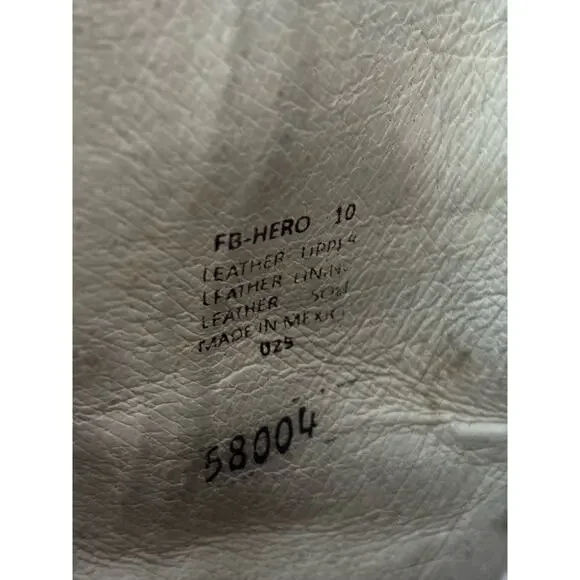 FB-HERO 10
LEATHER UPPER
LEATHER LINING
LEATHER SOLE
MADE IN MEXICO
025
58004